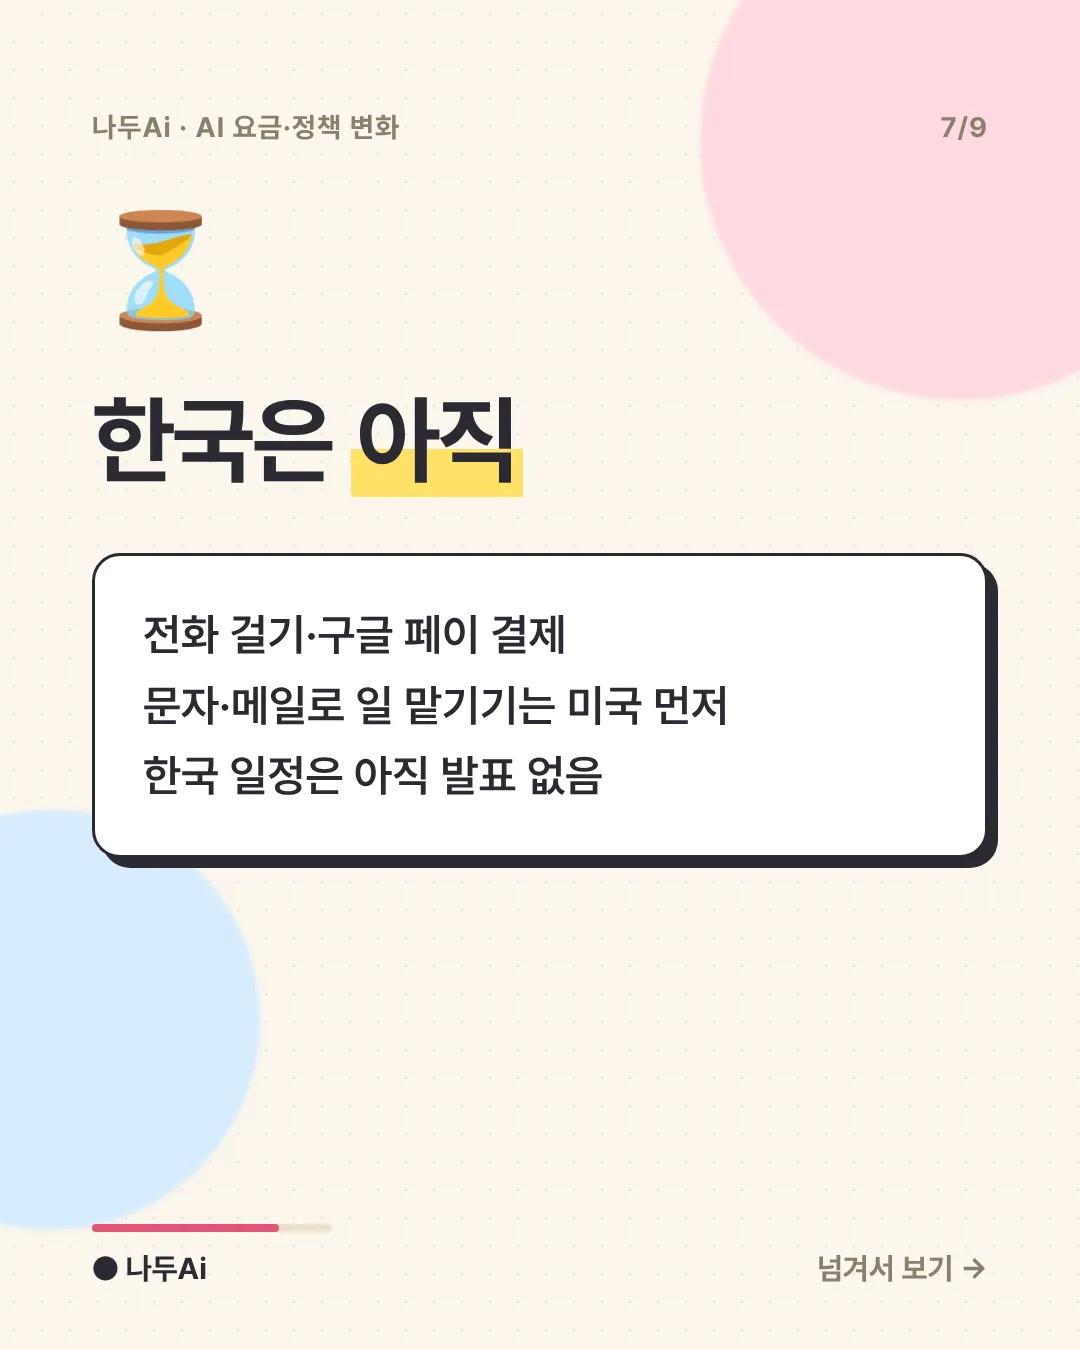 나두Ai · AI 요금·정책 변화
7/9
한국은 아직
전화 걸기·구글 페이 결제
문자·메일로 일 맡기기는 미국 먼저
한국 일정은 아직 발표 없음
나두Ai
넘겨서 보기 →